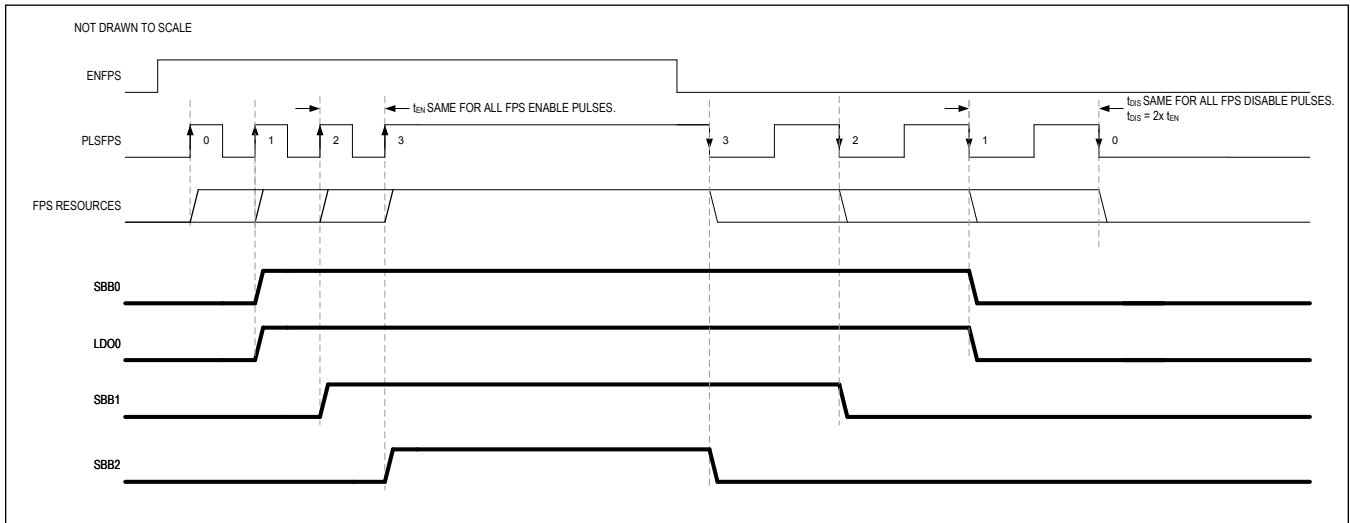 NOT DRAWN TO SCALE
ENFPS
tEN SAME FOR ALL FPS ENABLE PULSES.
tDIS SAME FOR ALL FPS DISABLE PULSES.
tDIS = 2x tEN
PLSFPS
0
1
2
3
3
2
1
0
FPS RESOURCES
SBB0
LDO0
SBB1
SBB2